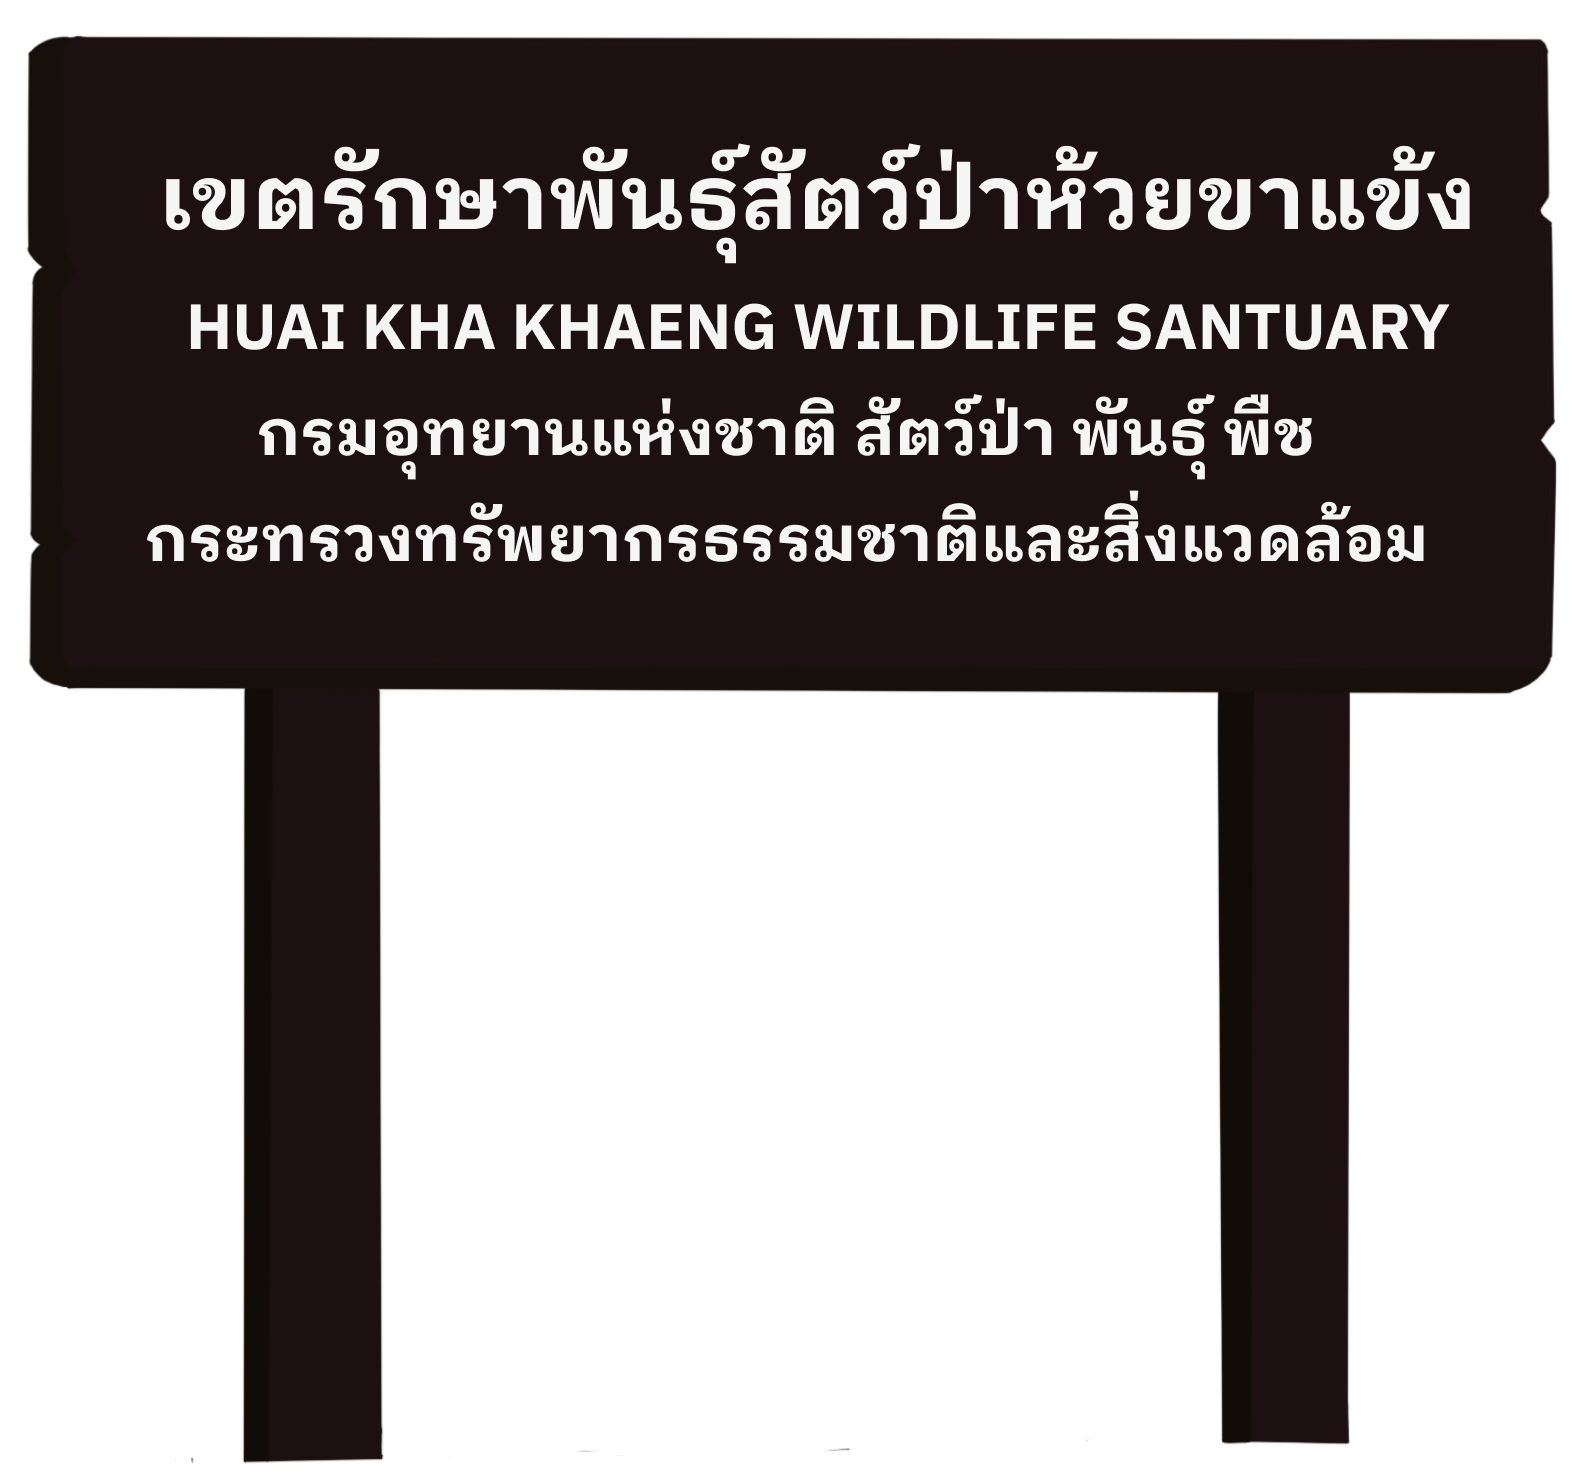 เขตรักษาพันธุ์สัตว์ป่าห้วยขาแข้ง
HUAI KHA KHAENG WILDLIFE SANTUARY
กรมอุทยานแห่งชาติ สัตว์ป่า พันธุ์ พืช
กระทรวงทรัพยากรธรรมชาติและสิ่งแวดล้อม